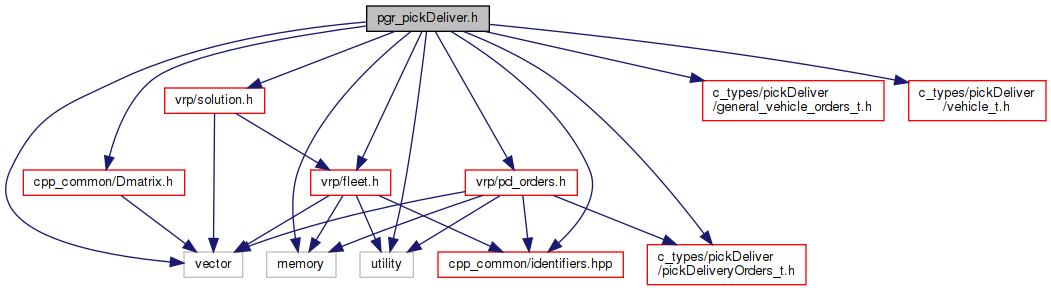 pgr_pickDeliver.h
vrp/solution.h
c_types/pickDeliver
/general_vehicle_orders_t.h
c_types/pickDeliver
/vehicle_t.h
cpp_common/Dmatrix.h
vrp/fleet.h
vrp/pd_orders.h
vector
memory
utility
cpp_common/identifiers.hpp
c_types/pickDeliver
/pickDeliveryOrders_t.h